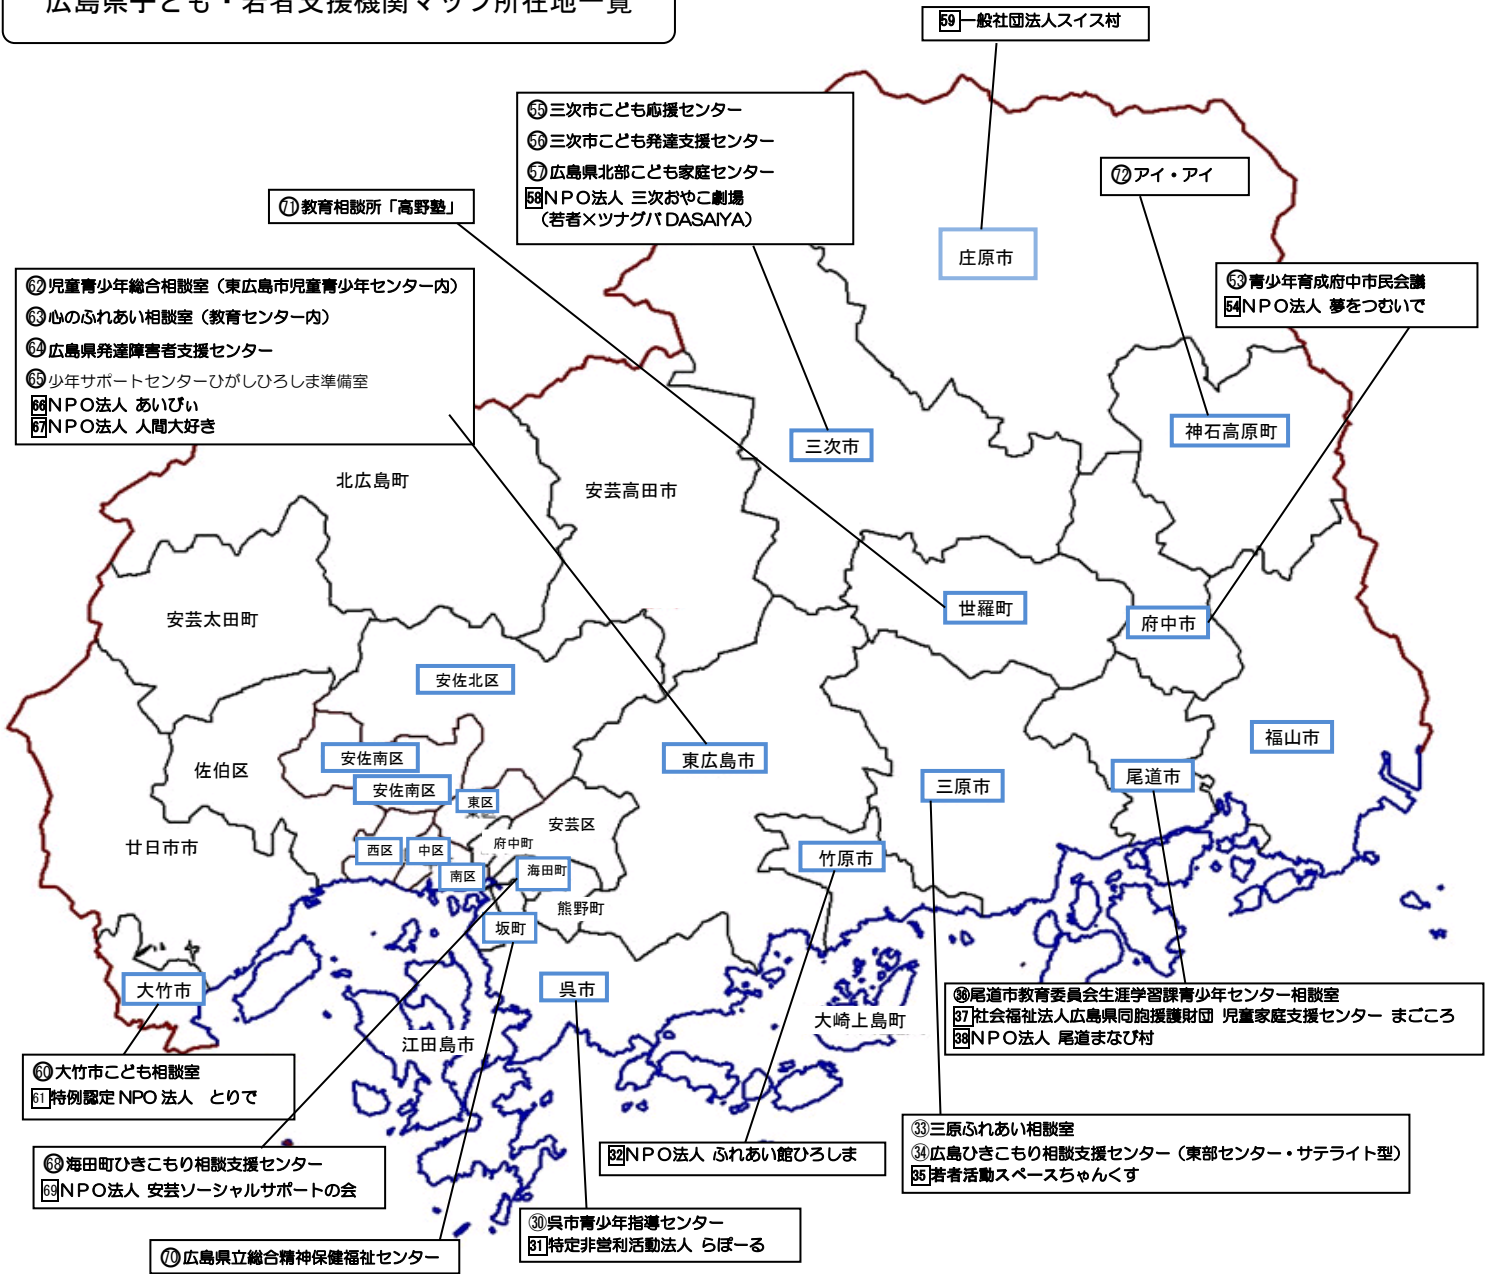 広島県子ども・若者支援機関マップ所在地一覧
59一般社団法人スイス村
55三次市こども応援センター
56三次市こども発達支援センター
57広島県北部こども家庭センター
58NPO法人 三次おやこ劇場
（若者×ツナグバDASAIYA）
72アイ・アイ
71教育相談所「高野塾」
庄原市
53青少年育成府中市民会議
54NPO法人 夢をつむいで
62児童青少年総合相談室（東広島市児童青少年センター内）
63心のふれあい相談室（教育センター内）
64広島県発達障害者支援センター
65少年サポートセンターひがしひろしま準備室
66NPO法人 あいびぃ
67NPO法人 人間大好き
三次市
神石高原町
北広島町
安芸高田市
安芸太田町
世羅町
府中市
安佐北区
佐伯区
安佐南区
安佐南区
東区
東広島市
三原市
尾道市
福山市
廿日市市
安芸区
西区
中区
府中町
南区
海田町
竹原市
熊野町
坂町
大竹市
呉市
大崎上島町
江田島市
36尾道市教育委員会生涯学習課青少年センター相談室
37社会福祉法人広島県同胞援護財団 児童家庭支援センター まごころ
38NPO法人 尾道まなび村
60大竹市こども相談室
61特例認定NPO法人　とりで
33三原ふれあい相談室
34広島ひきこもり相談支援センター（東部センター・サテライト型）
35若者活動スペースちゃんくす
32NPO法人 ふれあい館ひろしま
68海田町ひきこもり相談支援センター
69NPO法人 安芸ソーシャルサポートの会
30呉市青少年指導センター
31特定非営利活動法人 らぽーる
70広島県立総合精神保健福祉センター